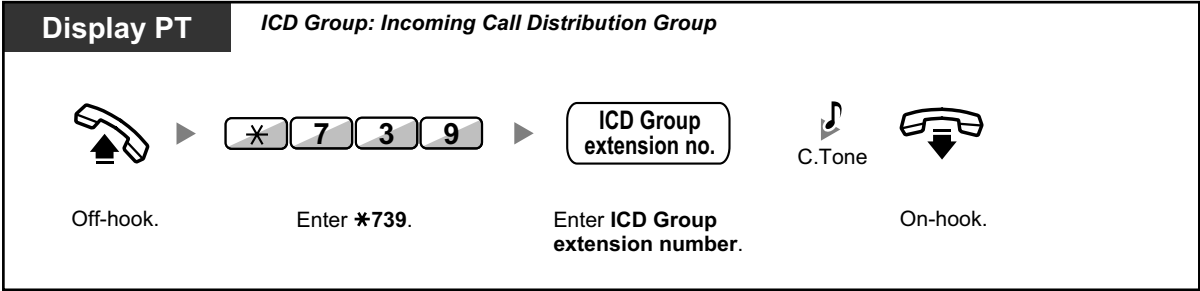 Display PT
ICD Group: Incoming Call Distribution Group
* 7 3 9
ICD Group
extension no.
C.Tone
Off-hook.
Enter *739.
Enter ICD Group
extension number.
On-hook.